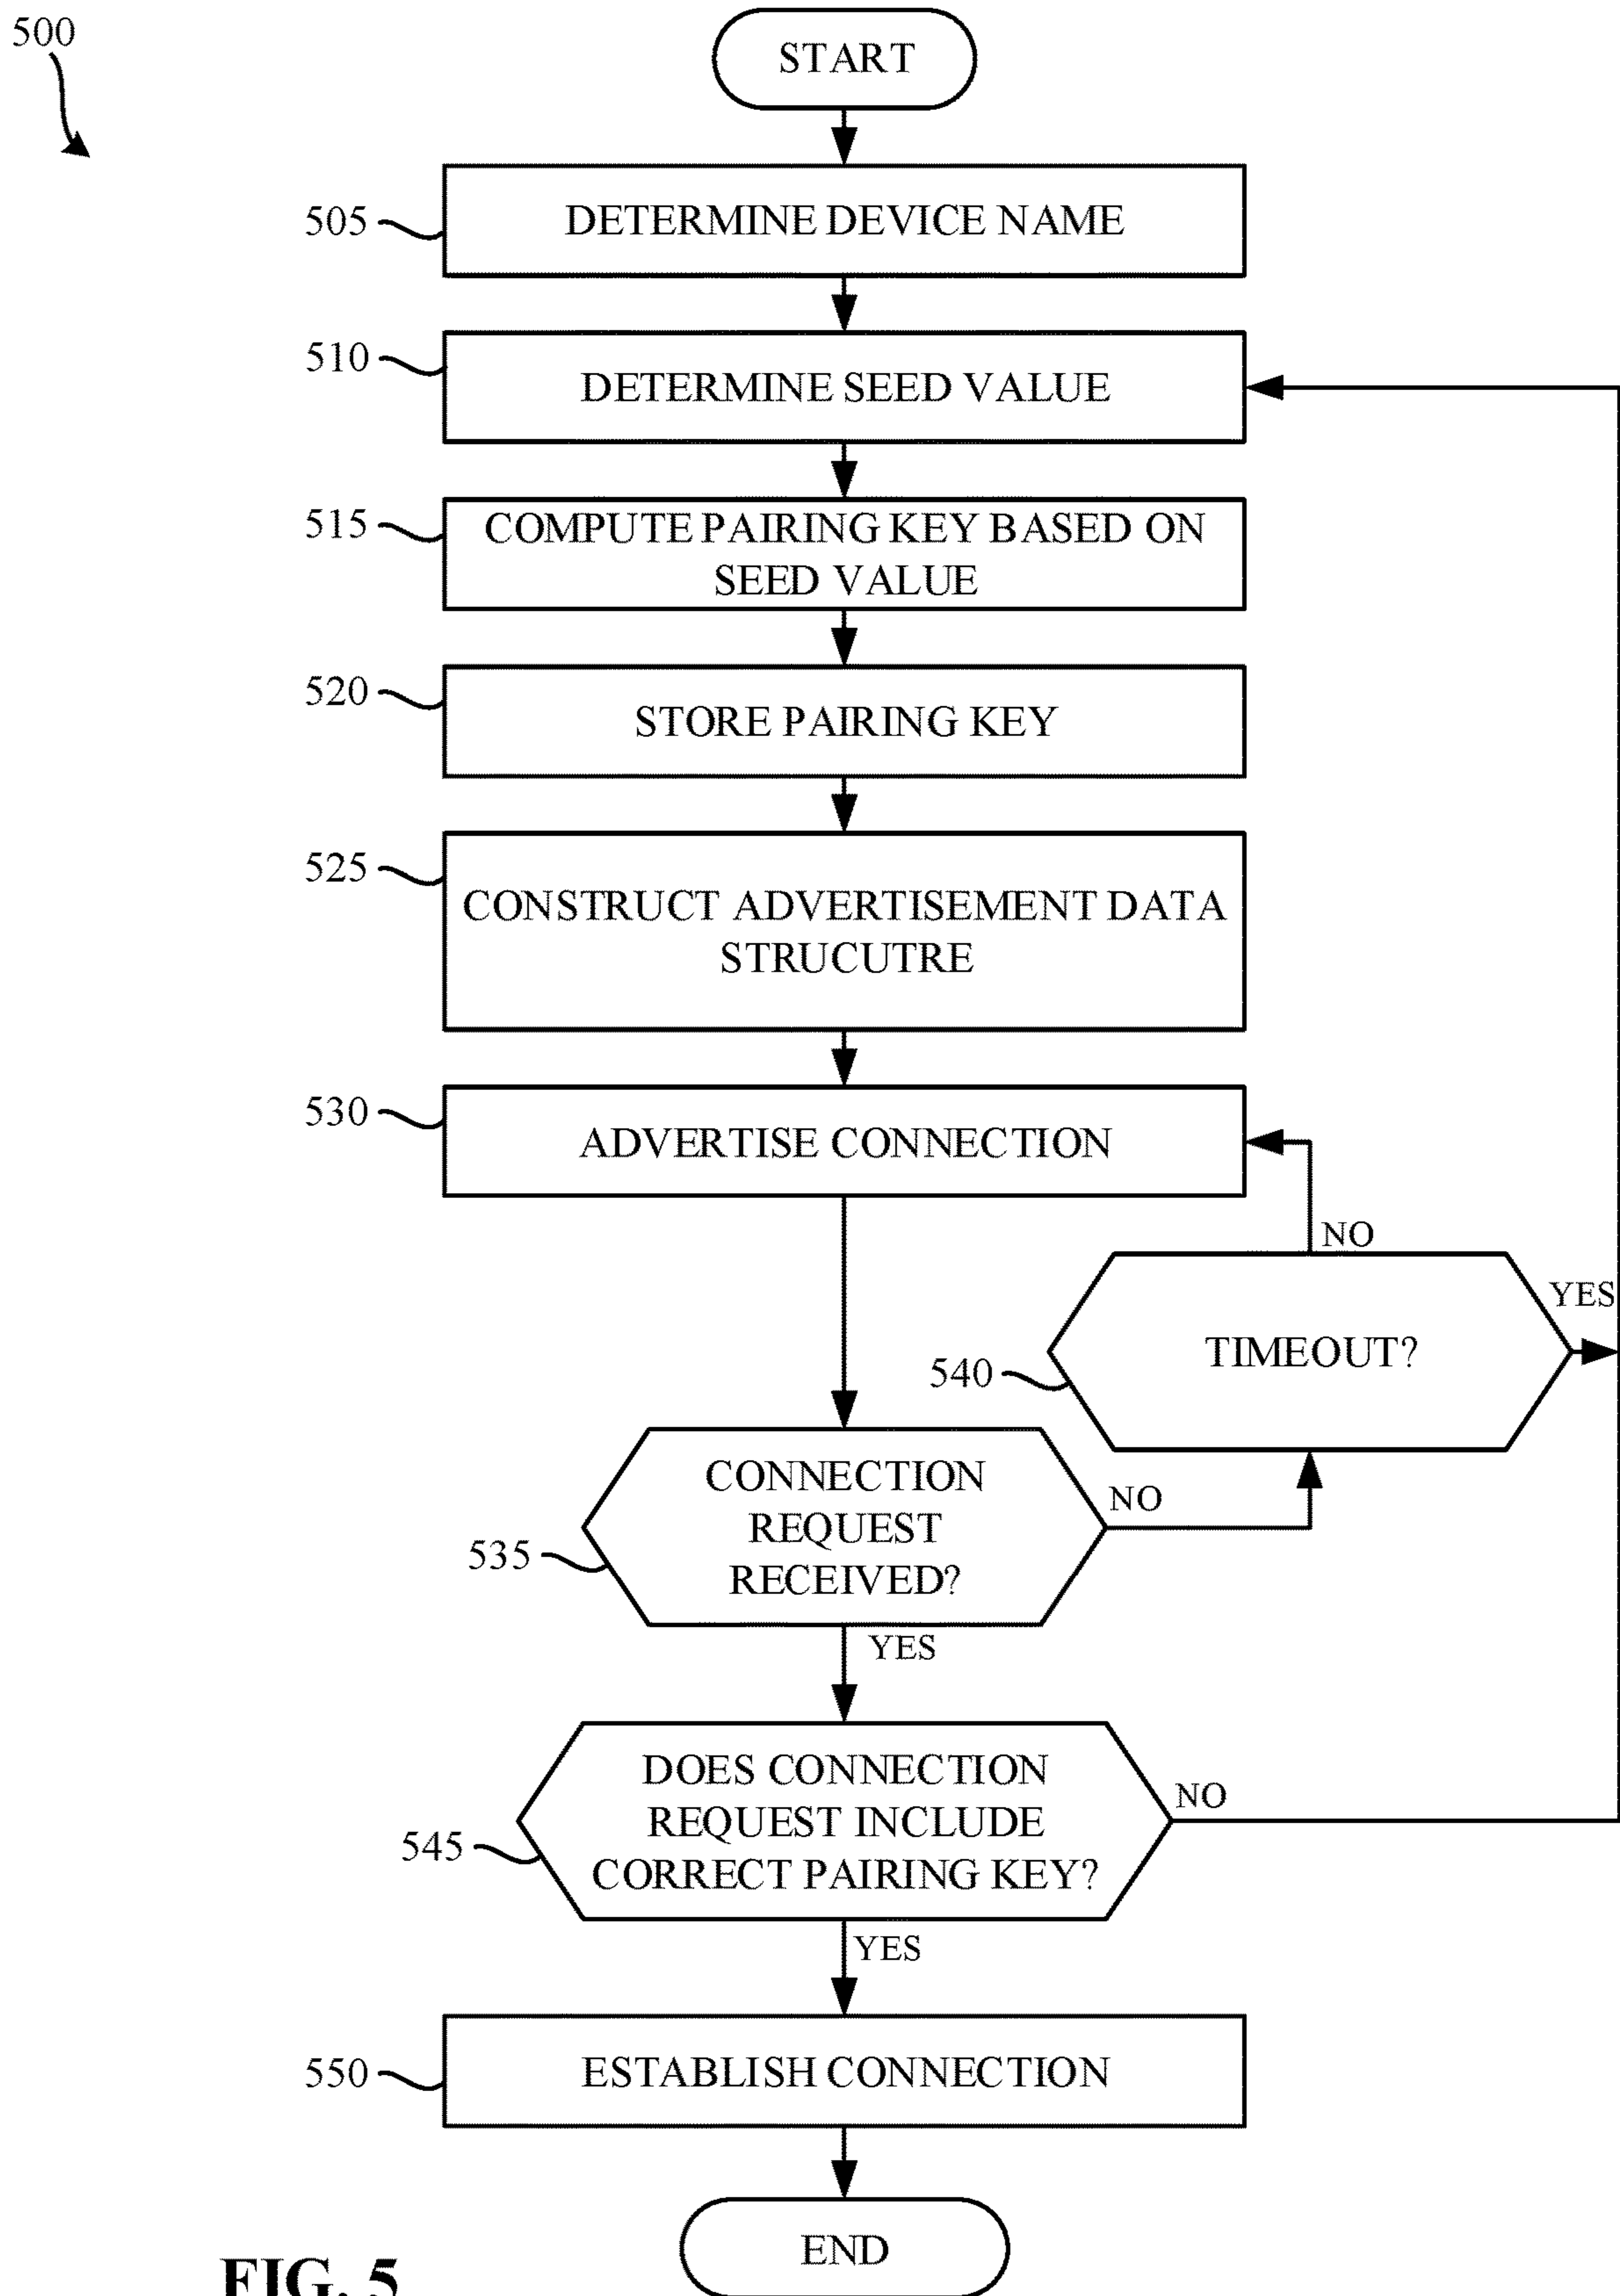 500
START
505
DETERMINE DEVICE NAME
510
DETERMINE SEED VALUE
515
COMPUTE PAIRING KEY BASED ON
SEED VALUE
520
STORE PAIRING KEY
525
CONSTRUCT ADVERTISEMENT DATA
STRUCUTRE
530
ADVERTISE CONNECTION
NO
YES
TIMEOUT?
540
CONNECTION
REQUEST
RECEIVED?
NO
535
YES
DOES CONNECTION
REQUEST INCLUDE
CORRECT PAIRING KEY?
NO
545
YES
550
ESTABLISH CONNECTION
END
FIG. 5